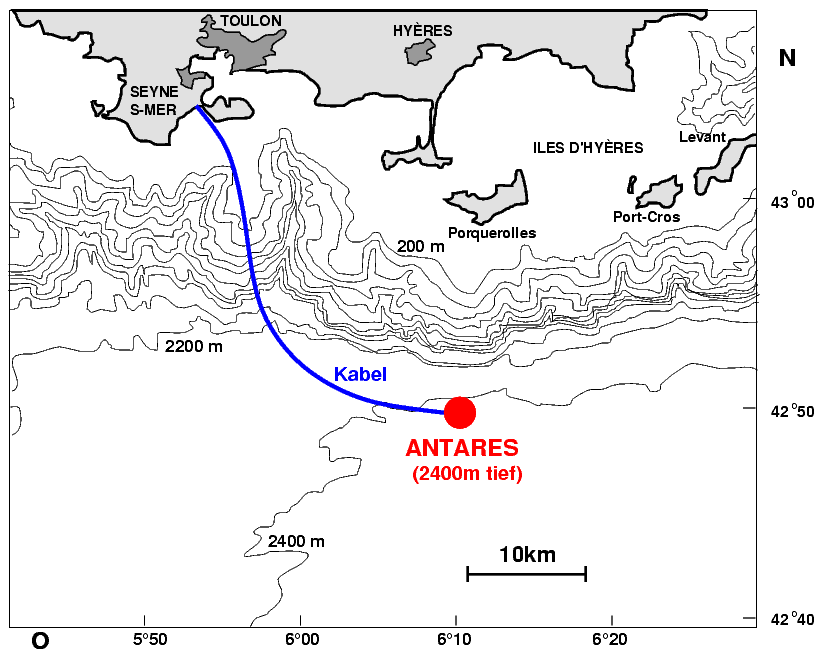 TOULON
HYÈRES
N
SEYNE
S-MER
Levant
ILES D'HYÈRES
43°00
Port-Cros
Porquerolles
200 m
2200 m
Kabel
42°50
ANTARES
(2400m tief)
2400 m
10km
42°40
O
5°50
6°00
6°10
6°20